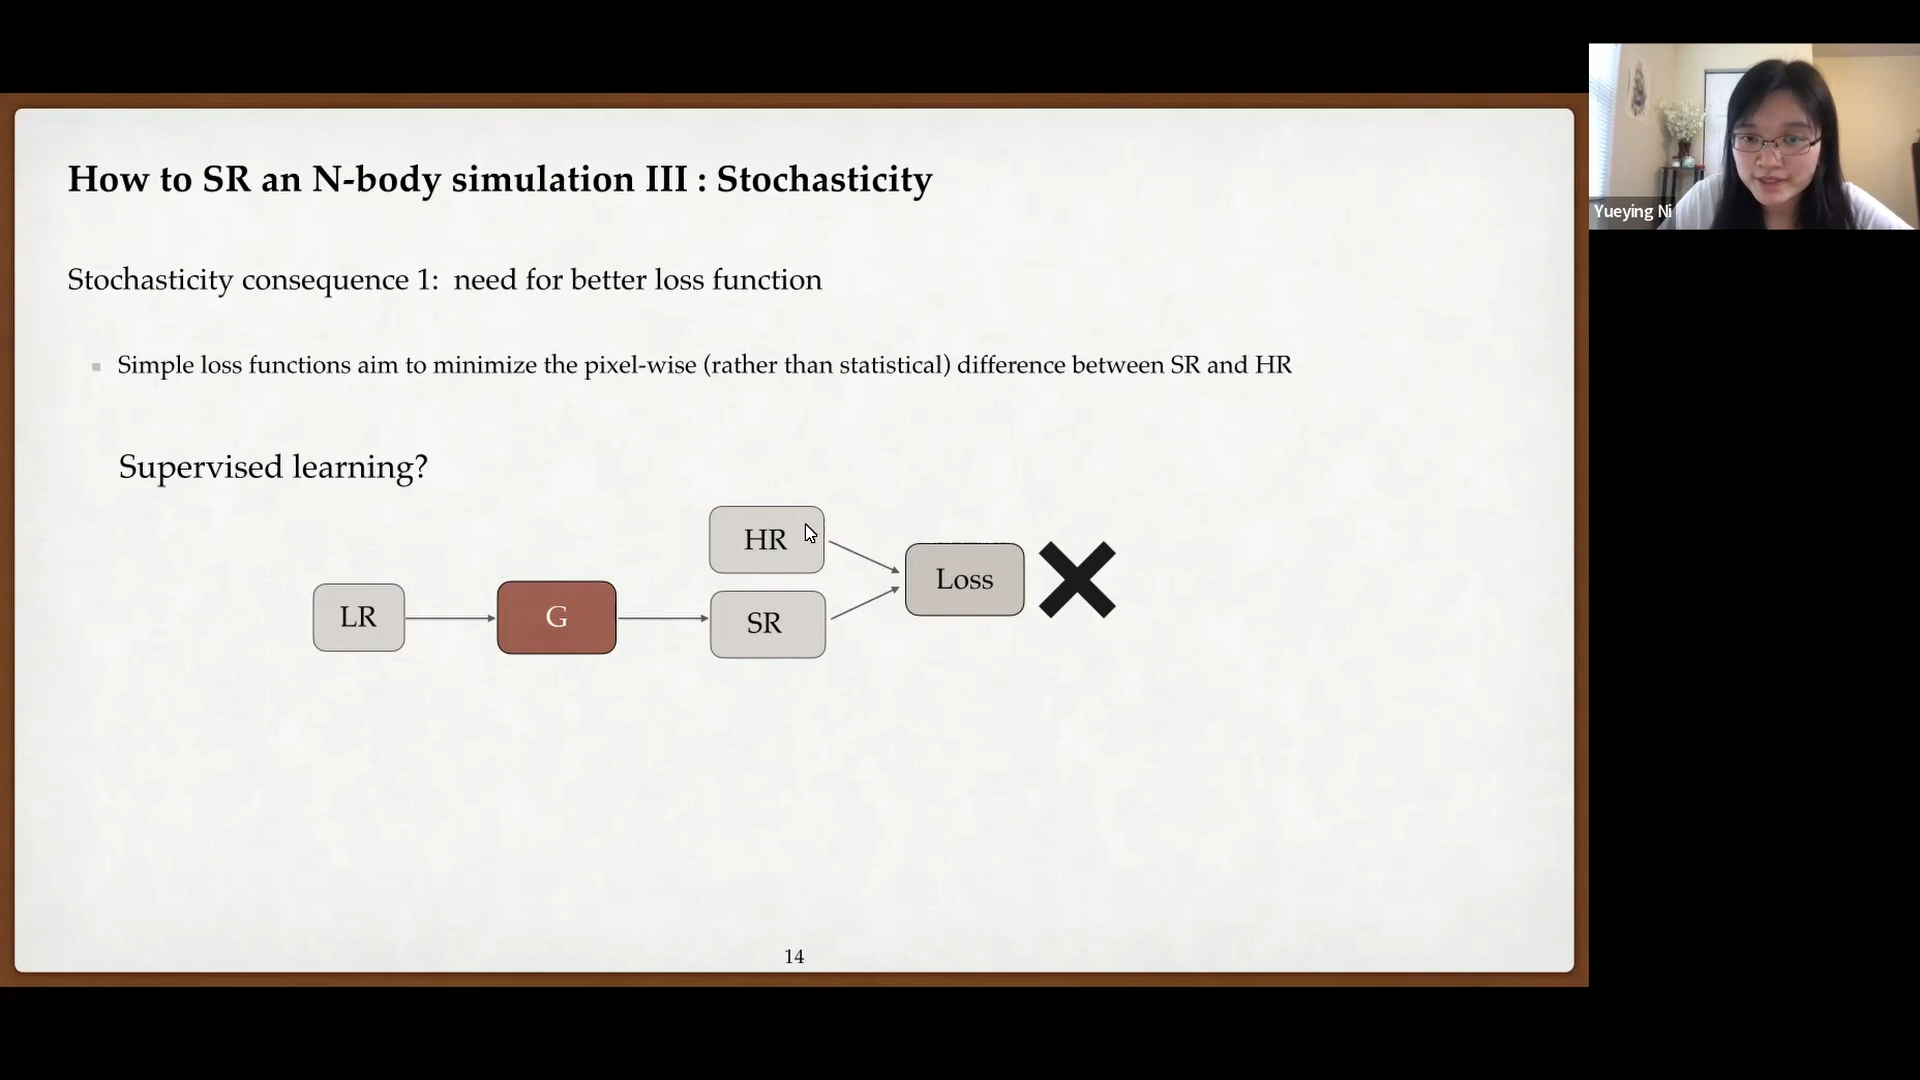 How to SR an N-body simulation III : Stochasticity
Stochasticity consequence 1: need for better loss function
Simple loss functions aim to minimize the pixel-wise (rather than statistical) difference between SR and HR
Supervised learning?
HR
Loss
LR
G
SR
14
Yueying Ni